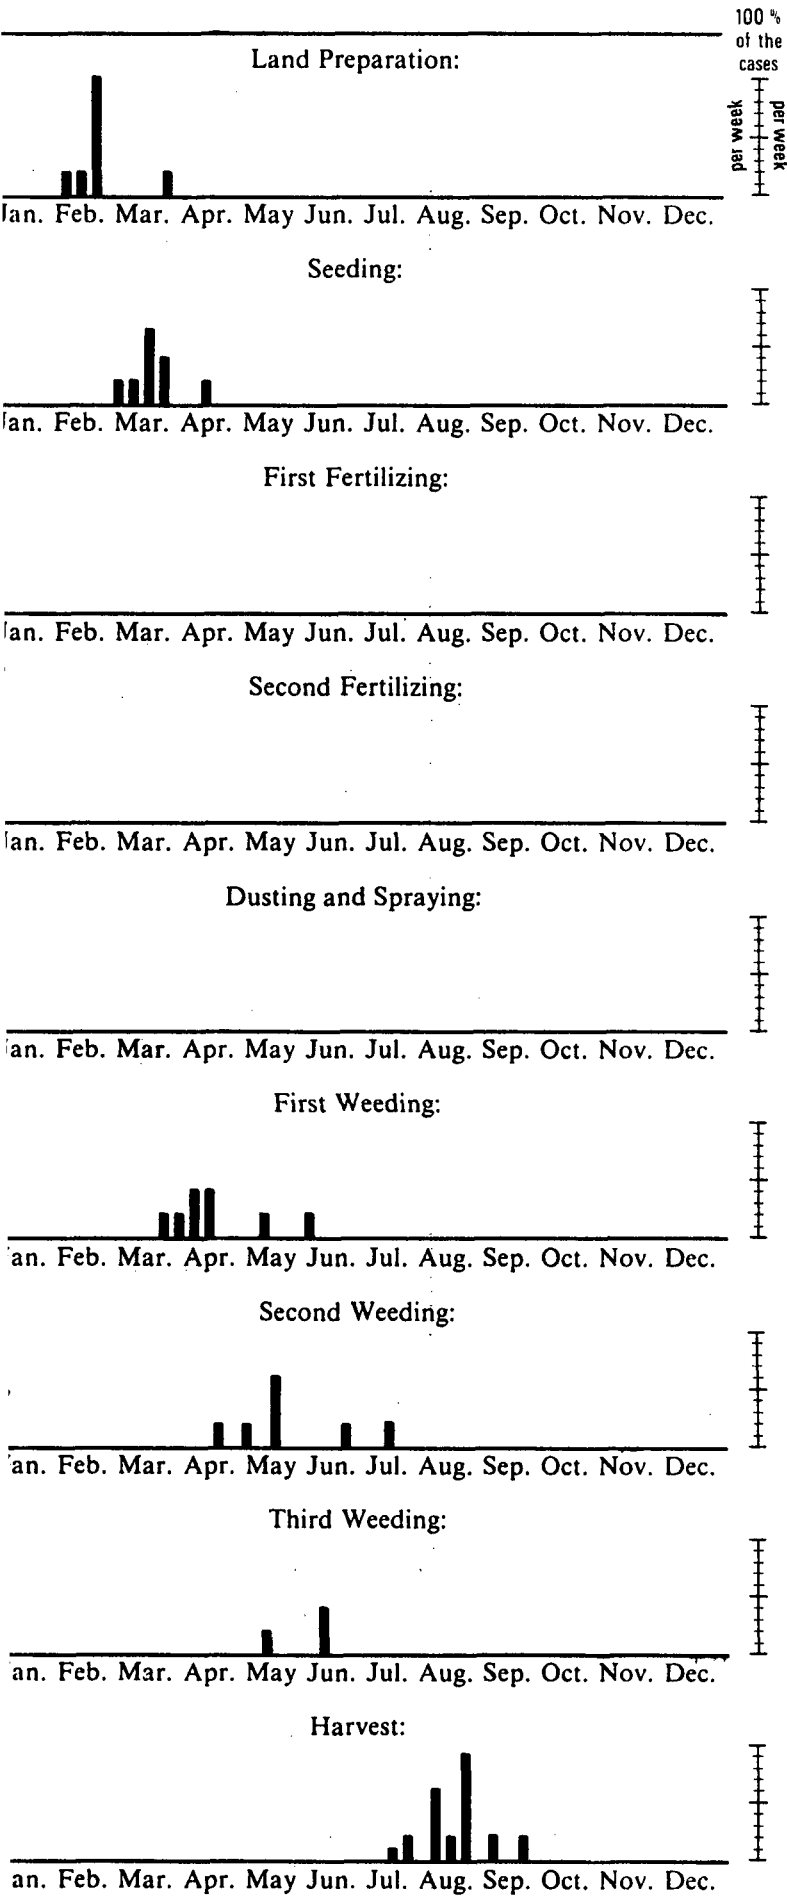 100 %
of the
cases
Land Preparation:
per week
per week
Jan. Feb. Mar. Apr. May Jun. Jul. Aug. Sep. Oct. Nov. Dec.
Seeding:
Jan. Feb. Mar. Apr. May Jun. Jul. Aug. Sep. Oct. Nov. Dec.
First Fertilizing:
Jan. Feb. Mar. Apr. May Jun. Jul. Aug. Sep. Oct. Nov. Dec.
Second Fertilizing:
Jan. Feb. Mar. Apr. May Jun. Jul. Aug. Sep. Oct. Nov. Dec.
Dusting and Spraying:
an. Feb. Mar. Apr. May Jun. Jul. Aug. Sep. Oct. Nov. Dec.
First Weeding:
an. Feb. Mar. Apr. May Jun. Jul. Aug. Sep. Oct. Nov. Dec.
Second Weeding:
an. Feb. Mar. Apr. May Jun. Jul. Aug. Sep. Oct. Nov. Dec.
Third Weeding:
an. Feb. Mar. Apr. May Jun. Jul. Aug. Sep. Oct. Nov. Dec.
Harvest:
an. Feb. Mar. Apr. May Jun. Jul. Aug. Sep. Oct. Nov. Dec.